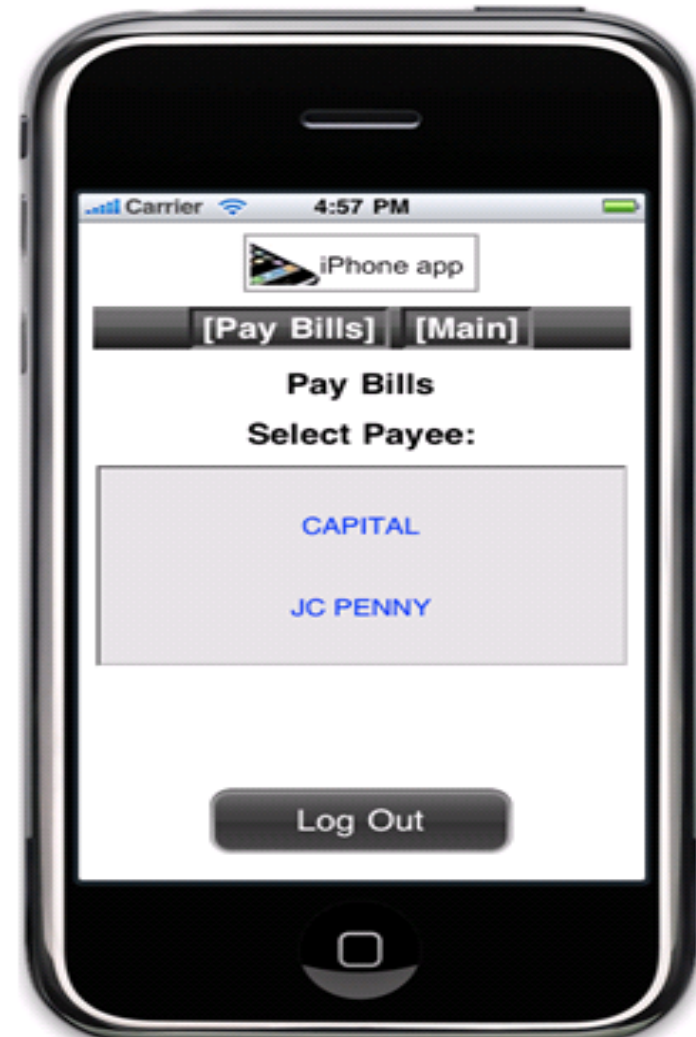 Carrier 4:57 PM
iPhone app
[Pay Bills] [Main]
Pay Bills
Select Payee:
CAPITAL
JC PENNY
Log Out